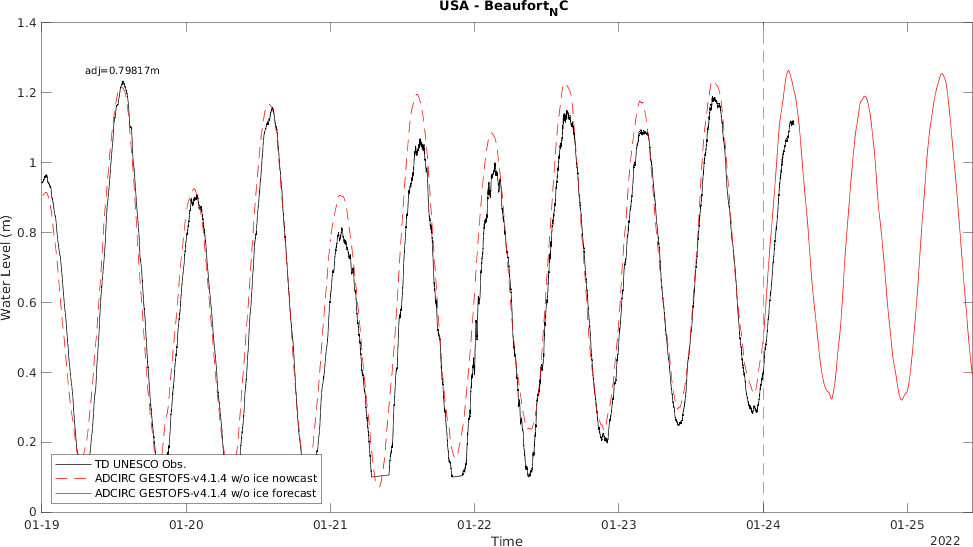 USA - Beaufort_NC
adj=0.79817m
1.4
1.2
1
0.8
0.6
0.4
0.2
0
Water Level (m)
TD UNESCO Obs.
ADCIRC GESTOFS-v4.1.4 w/o ice nowcast
ADCIRC GESTOFS-v4.1.4 w/o ice forecast
01-19 01-20 01-21 01-22 01-23 01-24 01-25
Time
2022